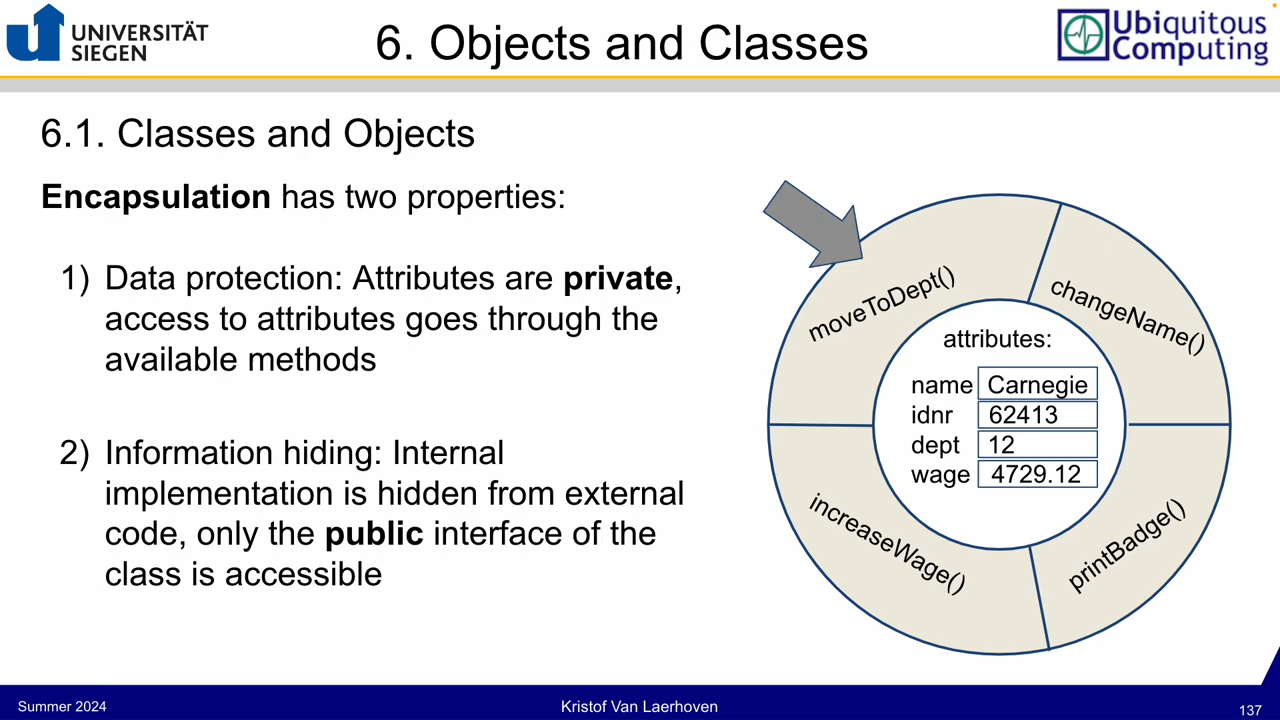 UNIVERSITÄT
SIEGEN
6. Objects and Classes
Ubiquitous
Computing
6.1. Classes and Objects
Encapsulation has two properties:
1) Data protection: Attributes are private,
access to attributes goes through the
available methods
2) Information hiding: Internal
implementation is hidden from external
code, only the public interface of the
class is accessible
moveToDept()
changeName()
attributes:
name Carnegie
idnr 62413
dept 12
wage 4729.12
increaseWage()
printBadge()
Summer 2024
Kristof Van Laerhoven
137